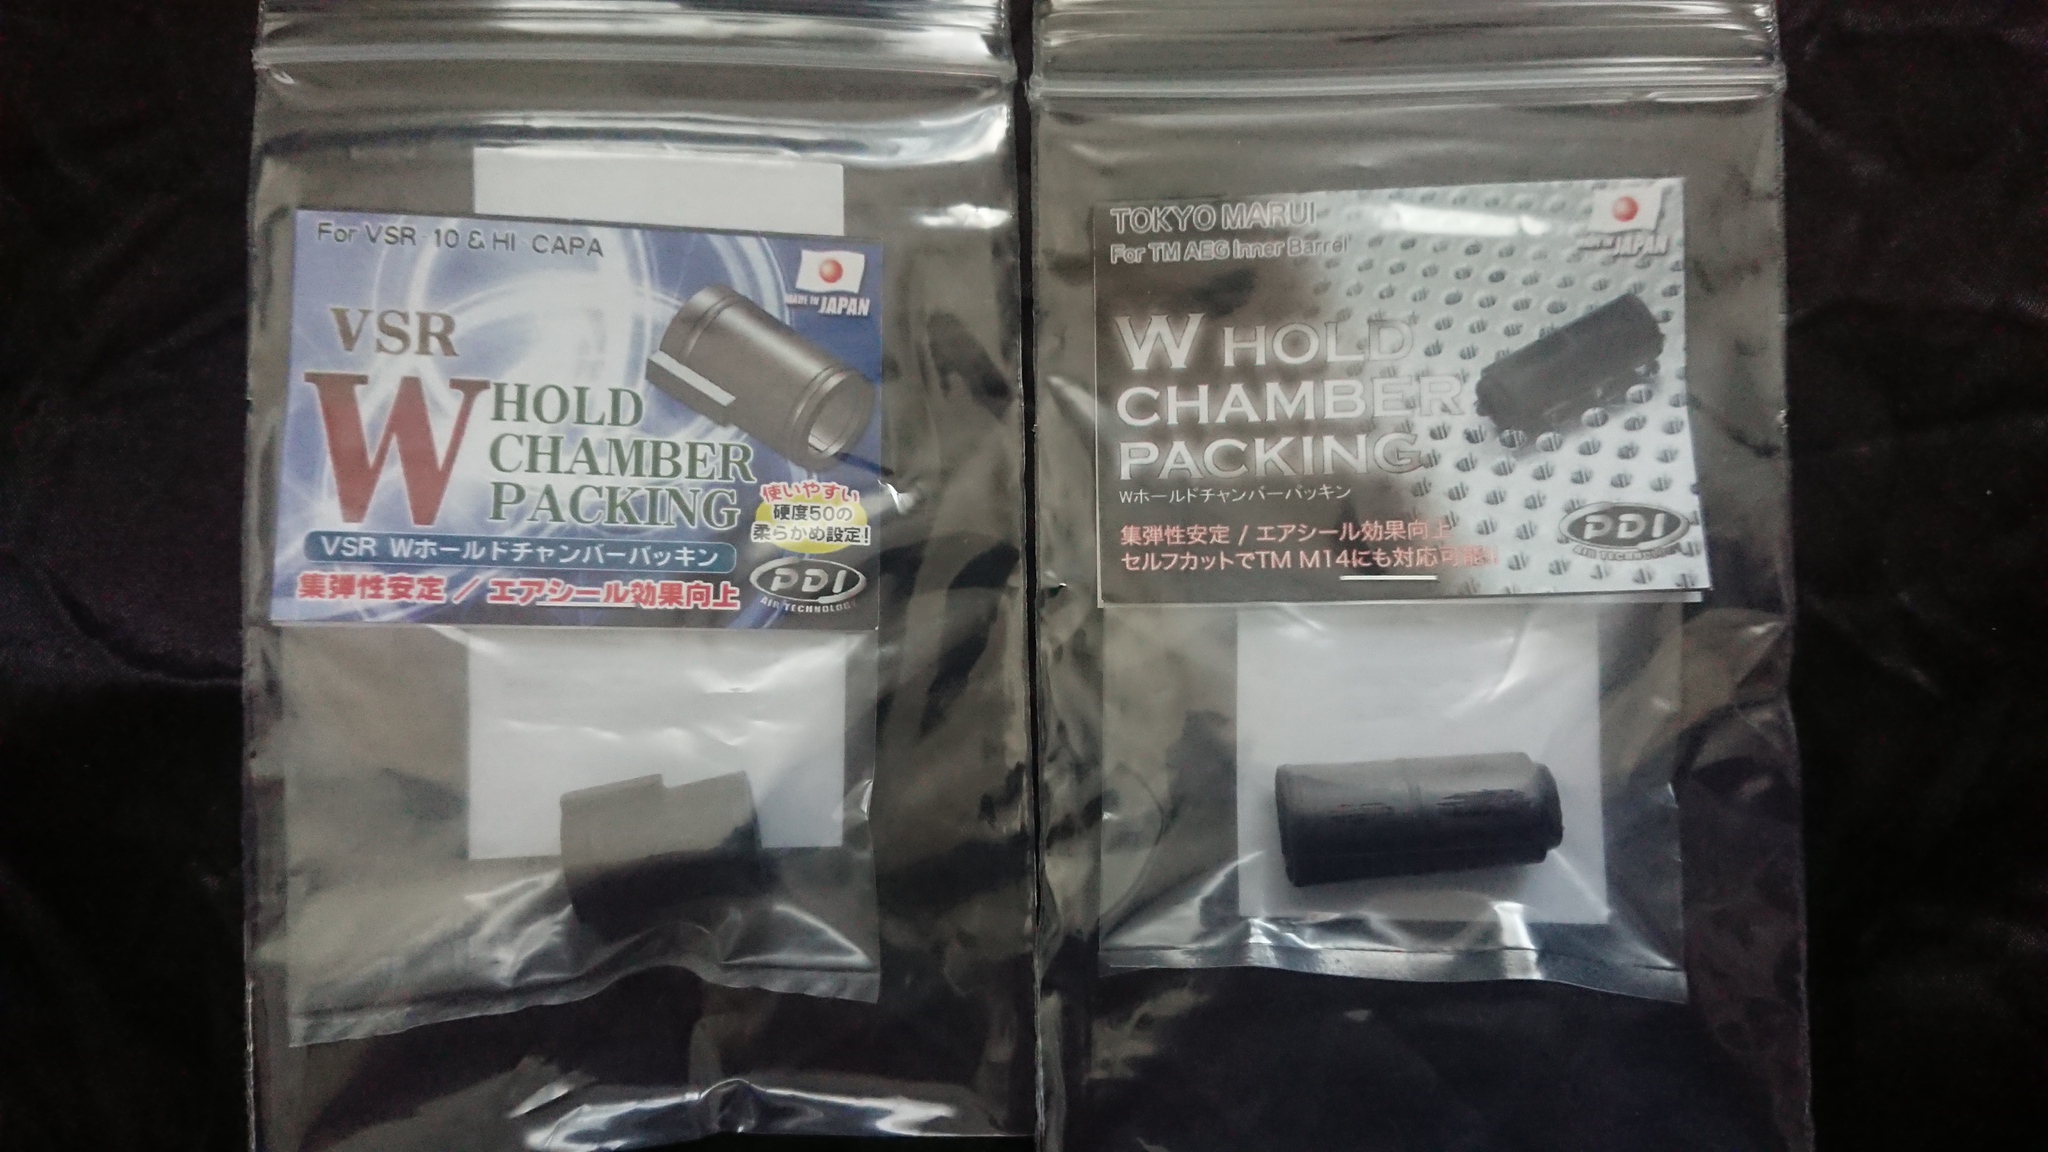 For VSR-10 & HI-CAPA
MADE IN JAPAN
VSR
W HOLD
CHAMBER
PACKING
使いやすい
硬度50の
柔らかめ設定!
VSR Wホールドチャンバーパッキン
PDI
AIR TECHNOLOGY
集弾性安定 / エアシール効果向上
TOKYO MARUI
For TM AEG Inner Barrel
MADE IN JAPAN
W HOLD
CHAMBER
PACKING
Wホールドチャンバーパッキン
集弾性安定 / エアシール効果向上
セルフカットでTM M14にも対応可能!
PDI
AIR TECHNOLOGY